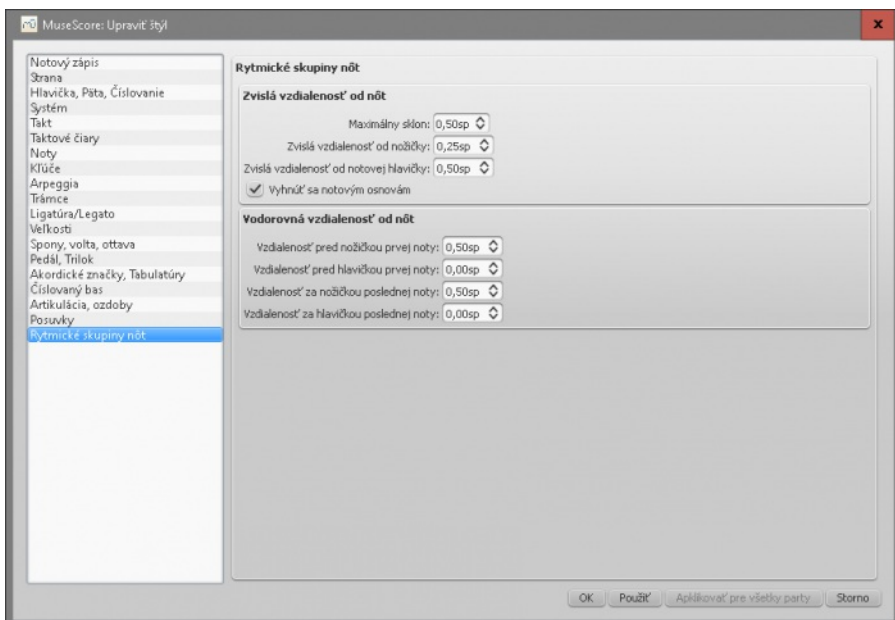 MuseScore: Upraviť štýl
Notový zápis
Strana
Hlavička, Päta, Číslovanie
Systém
Takt
Taktové čiary
Noty
Kľúče
Arpeggia
Trámce
Ligatúra/Legato
Veľkosti
Spony, volta, ottava
Pedál, Trilok
Akordické značky, Tabulatúry
Číslovaný bas
Artikulácia, ozdoby
Posuvky
Rytmické skupiny nôt
Rytmické skupiny nôt
Zvislá vzdialenosť od nôt
Maximálny sklon: 0,50sp
Zvislá vzdialenosť od nožičky: 0,25sp
Zvislá vzdialenosť od notovej hlavičky: 0,50sp
Vyhnúť sa notovým osnovám
Vodorovná vzdialenosť od nôt
Vzdialenosť pred nožičkou prvej noty: 0,50sp
Vzdialenosť pred hlavičkou prvej noty: 0,00sp
Vzdialenosť za nožičkou poslednej noty: 0,50sp
Vzdialenosť za hlavičkou poslednej noty: 0,00sp
OK Použiť Aplikovať pre všetky party Storno